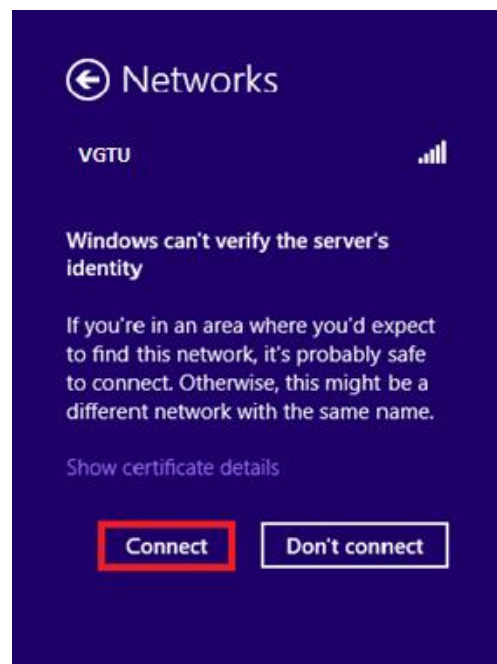 Networks
VGTU
Windows can't verify the server's
identity
If you're in an area where you'd expect
to find this network, it's probably safe
to connect. Otherwise, this might be a
different network with the same name.
Show certificate details
Connect
Don't connect